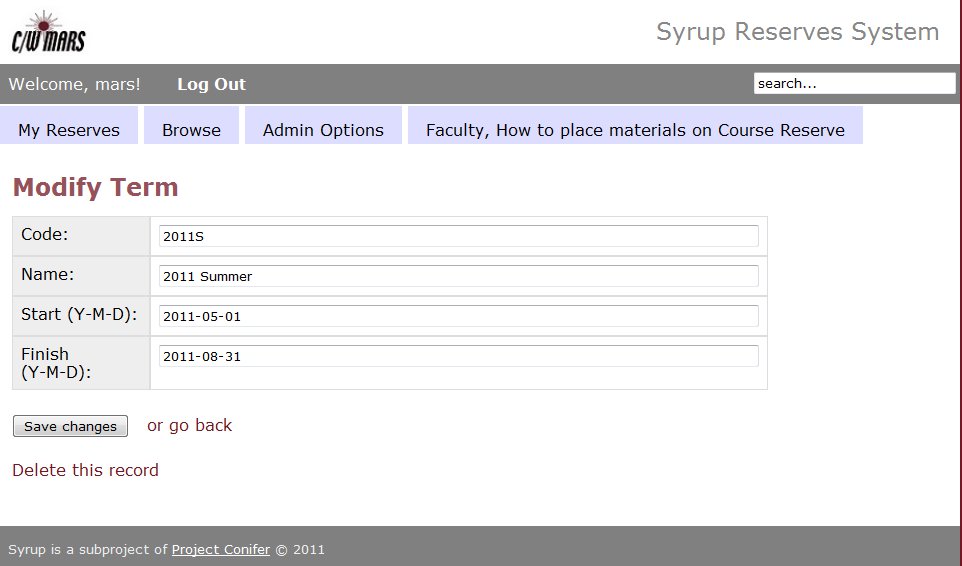 C/W MARS
Syrup Reserves System
Welcome, mars! Log Out search...
My Reserves Browse Admin Options Faculty, How to place materials on Course Reserve
Modify Term
Code: 2011S
Name: 2011 Summer
Start (Y-M-D): 2011-05-01
Finish
(Y-M-D): 2011-08-31
Save changes or go back
Delete this record
Syrup is a subproject of Project Conifer © 2011